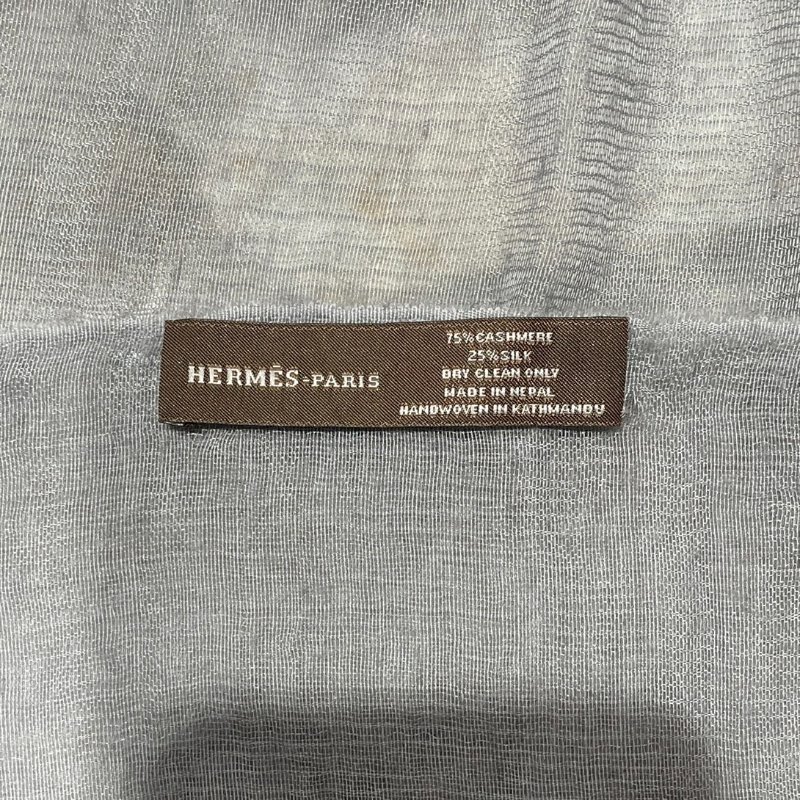 HERMÈS-PARIS
75% CASHMERE
25% SILK
DRY CLEAN ONLY
MADE IN NEPAL
HANDWOVEN IN KATHMANDU